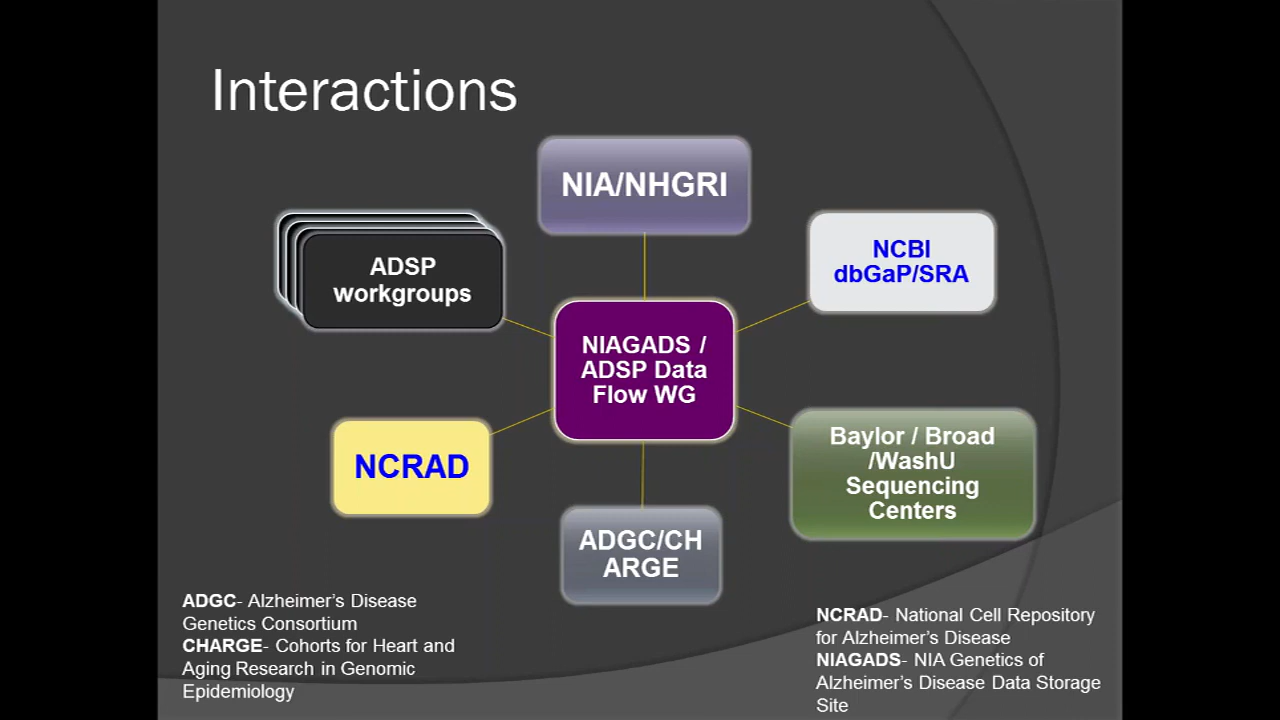 Interactions
NIA/NHGRI
ADSP
workgroups
NCBI
dbGaP/SRA
NIAGADS /
ADSP Data
Flow WG
NCRAD
Baylor / Broad
/WashU
Sequencing
Centers
ADGC/CH
ARGE
ADGC- Alzheimer’s Disease
Genetics Consortium
CHARGE- Cohorts for Heart and
Aging Research in Genomic
Epidemiology
NCRAD- National Cell Repository
for Alzheimer’s Disease
NIAGADS- NIA Genetics of
Alzheimer’s Disease Data Storage
Site